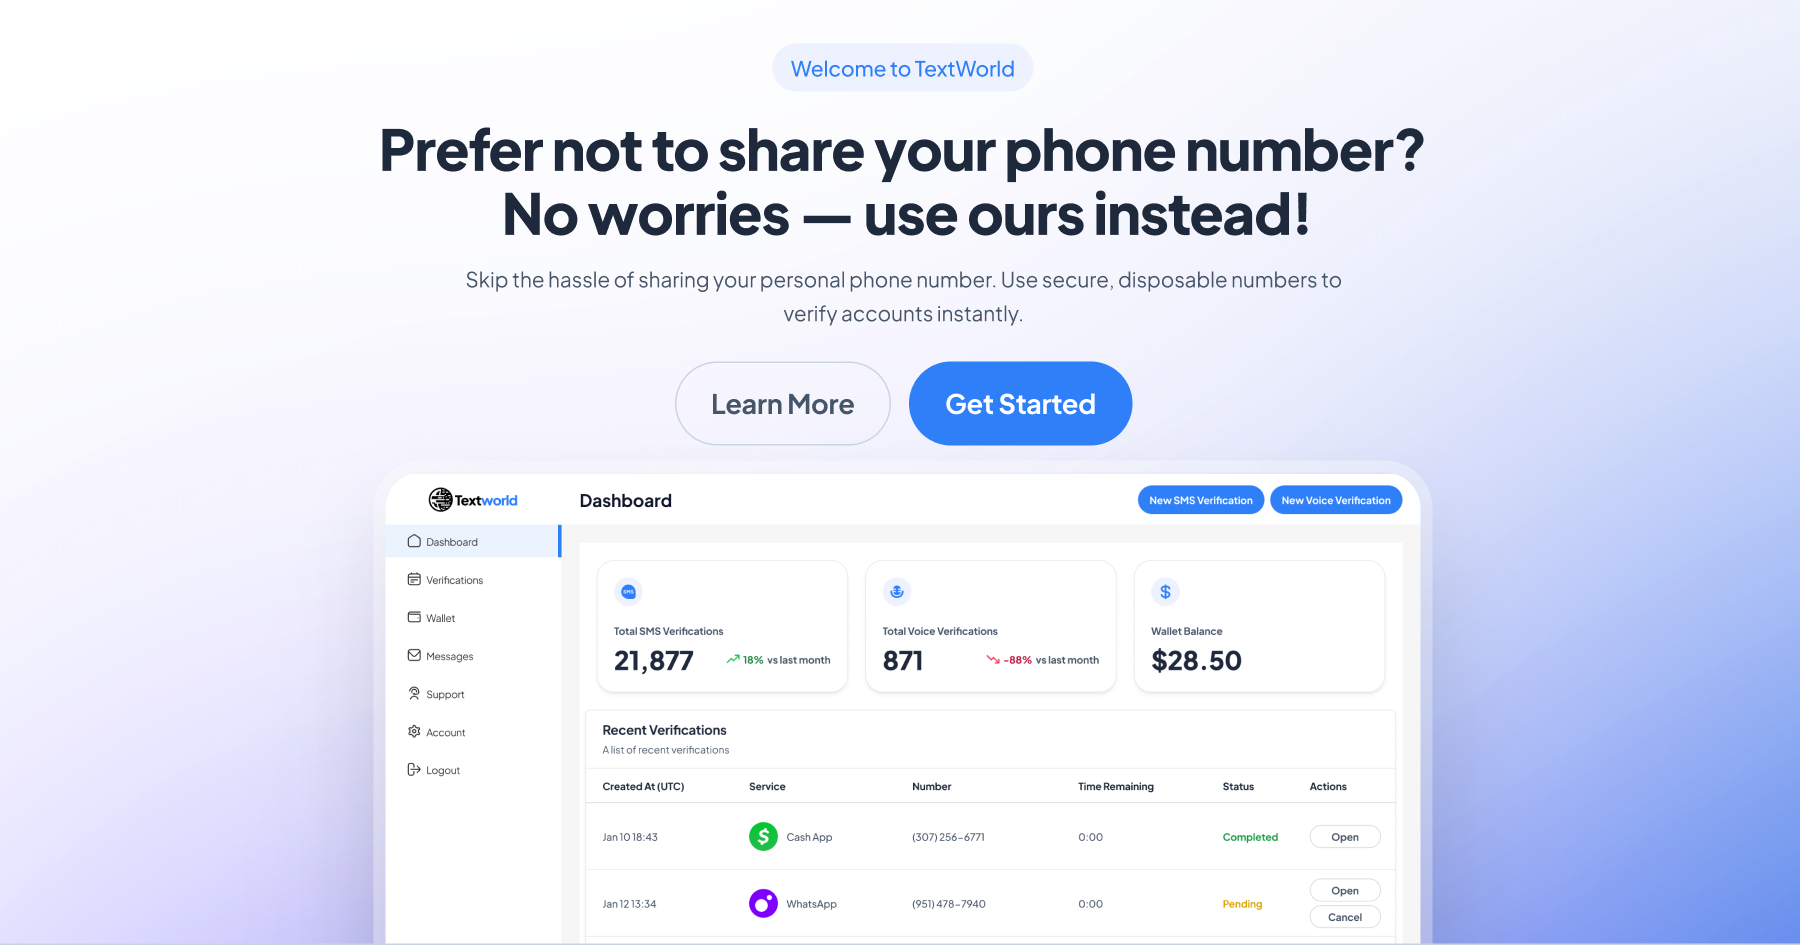 Welcome to TextWorld
Prefer not to share your phone number?
No worries — use ours instead!
Skip the hassle of sharing your personal phone number. Use secure, disposable numbers to
verify accounts instantly.
Learn More
Get Started
Textworld
Dashboard
New SMS Verification
New Voice Verification
Dashboard
Verifications
Wallet
Messages
Support
Account
Logout
SMS
Total SMS Verifications
21,877
18% vs last month
Total Voice Verifications
871
-88% vs last month
$
Wallet Balance
$28.50
Recent Verifications
A list of recent verifications
Created At (UTC) Service Number Time Remaining Status Actions
Jan 10 18:43 $ Cash App (307) 256-6771 0:00 Completed Open
Jan 12 13:34 WhatsApp (951) 478-7940 0:00 Pending Open
Cancel